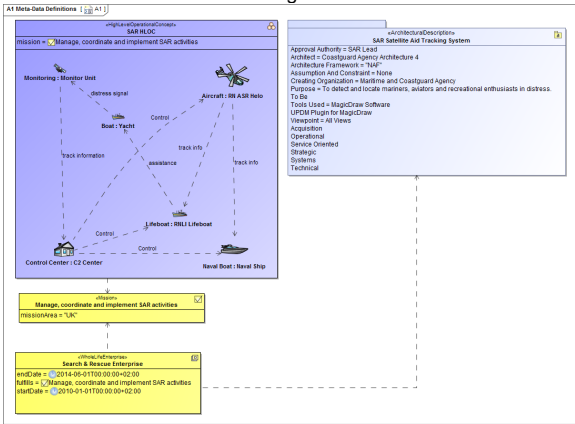 A1 Meta-Data Definitions [ A1 ]
«HighLevelOperationalConcept»
SAR HLOC
mission = Manage, coordinate and implement SAR activities
Monitoring : Monitor Unit
Aircraft : RN ASR Helo
distress signal
Control
Boat : Yacht
track information
track info
assistance
track info
Lifeboat : RNLI Lifeboat
Control
Control
Control Center : C2 Center
Naval Boat : Naval Ship
«ArchitecturalDescription»
SAR Satellite Aid Tracking System
Approval Authority = SAR Lead
Architect = Coastguard Agency Architecture 4
Architecture Framework = "NAF"
Assumption And Constraint = None
Creating Organization = Maritime and Coastguard Agency
Purpose = To detect and locate mariners, aviators and recreational enthusiasts in distress.
To Be
Tools Used = MagicDraw Software
UPDM Plugin for MagicDraw
Viewpoint = All Views
Acquisition
Operational
Service Oriented
Strategic
Systems
Technical
«Mission»
Manage, coordinate and implement SAR activities
missionArea = "UK"
«WholeLifeEnterprise»
Search & Rescue Enterprise
endDate = 2014-06-01T00:00:00+02:00
fulfills = Manage, coordinate and implement SAR activities
startDate = 2010-01-01T00:00:00+02:00